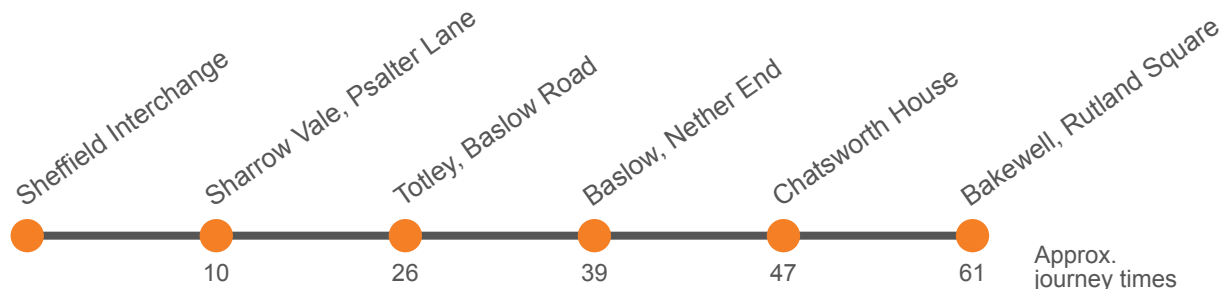 Sheffield Interchange
Sharrow Vale, Psalter Lane
Totley, Baslow Road
Baslow, Nether End
Chatsworth House
Bakewell, Rutland Square
10
26
39
47
61
Approx.
journey times